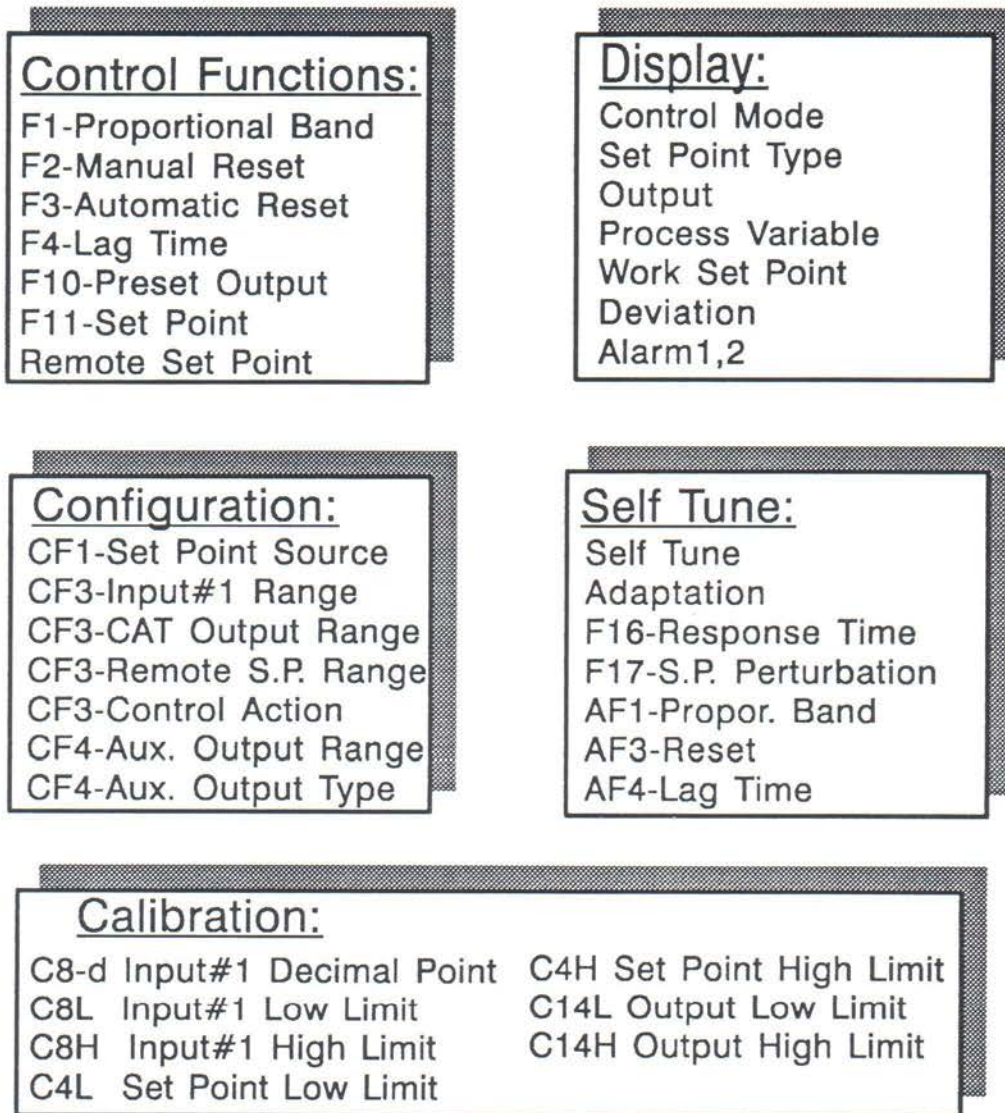 Control Functions:
F1-Proportional Band
F2-Manual Reset
F3-Automatic Reset
F4-Lag Time
F10-Preset Output
F11-Set Point
Remote Set Point
Display:
Control Mode
Set Point Type
Output
Process Variable
Work Set Point
Deviation
Alarm1,2
Configuration:
CF1-Set Point Source
CF3-Input#1 Range
CF3-CAT Output Range
CF3-Remote S.P. Range
CF3-Control Action
CF4-Aux. Output Range
CF4-Aux. Output Type
Self Tune:
Self Tune
Adaptation
F16-Response Time
F17-S.P. Perturbation
AF1-Propor. Band
AF3-Reset
AF4-Lag Time
Calibration:
C8-d Input#1 Decimal Point
C8L Input#1 Low Limit
C8H Input#1 High Limit
C4L Set Point Low Limit
C4H Set Point High Limit
C14L Output Low Limit
C14H Output High Limit